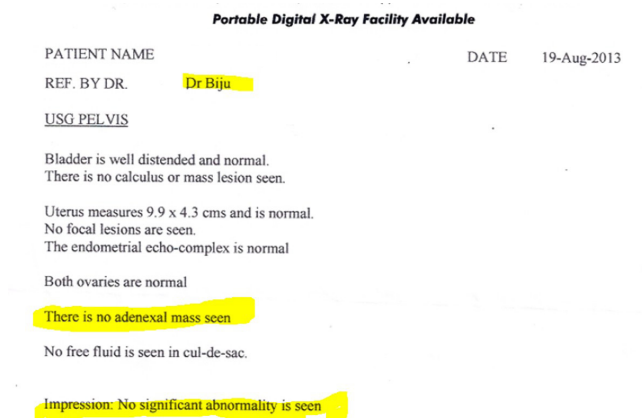 Portable Digital X-Ray Facility Available
PATIENT NAME DATE 19-Aug-2013
REF. BY DR. Dr Biju
USG PELVIS
Bladder is well distended and normal.
There is no calculus or mass lesion seen.
Uterus measures 9.9 x 4.3 cms and is normal.
No focal lesions are seen.
The endometrial echo-complex is normal
Both ovaries are normal
There is no adenexal mass seen
No free fluid is seen in cul-de-sac.
Impression: No significant abnormality is seen